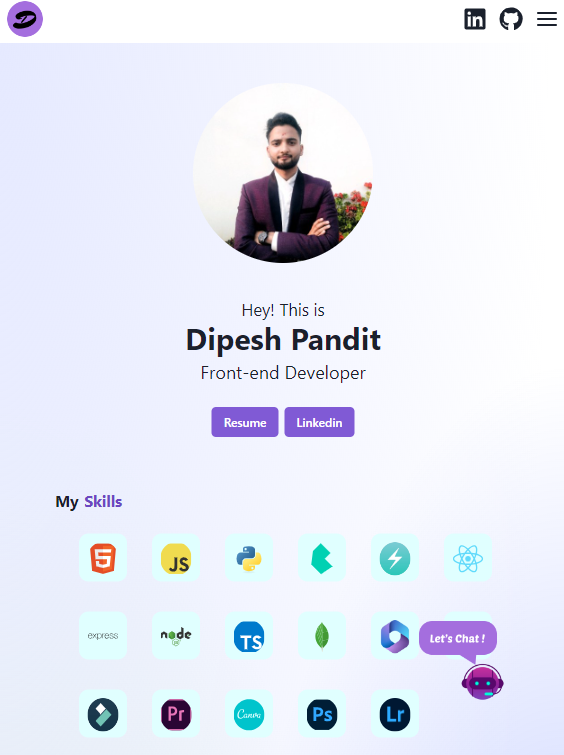 D
in
Hey! This is
Dipesh Pandit
Front-end Developer
Resume Linkedin
My Skills
5 JS
express node TS
Let's Chat !
Pr Canva Ps Lr